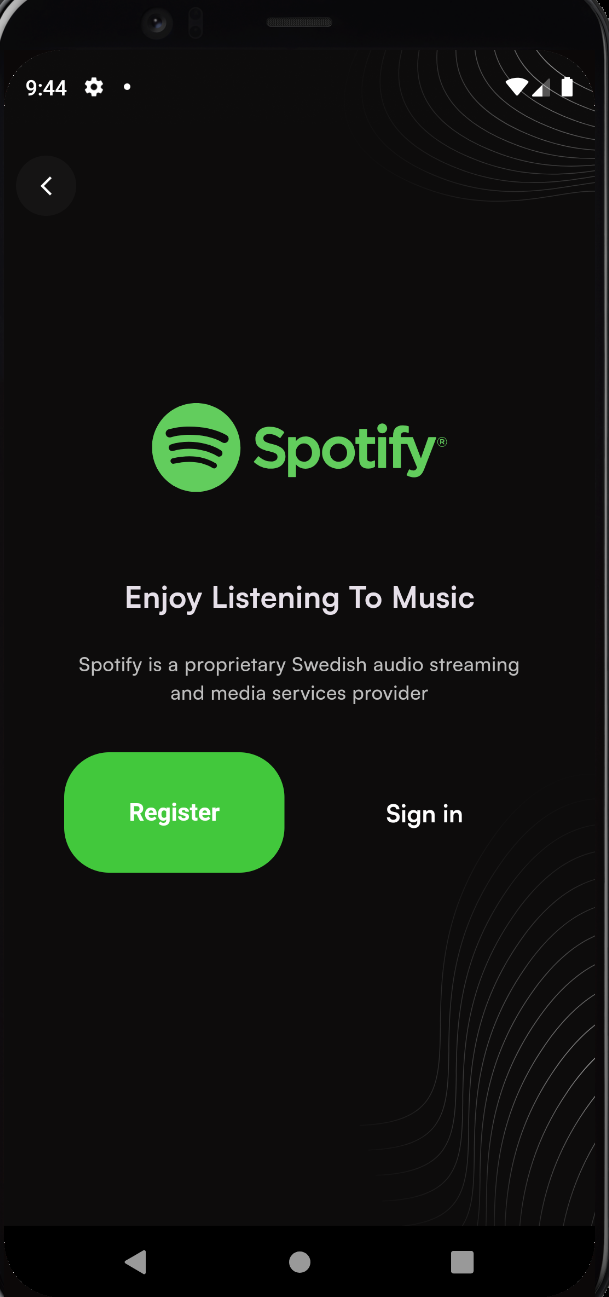 9:44
Spotify®
Enjoy Listening To Music
Spotify is a proprietary Swedish audio streaming
and media services provider
Register
Sign in